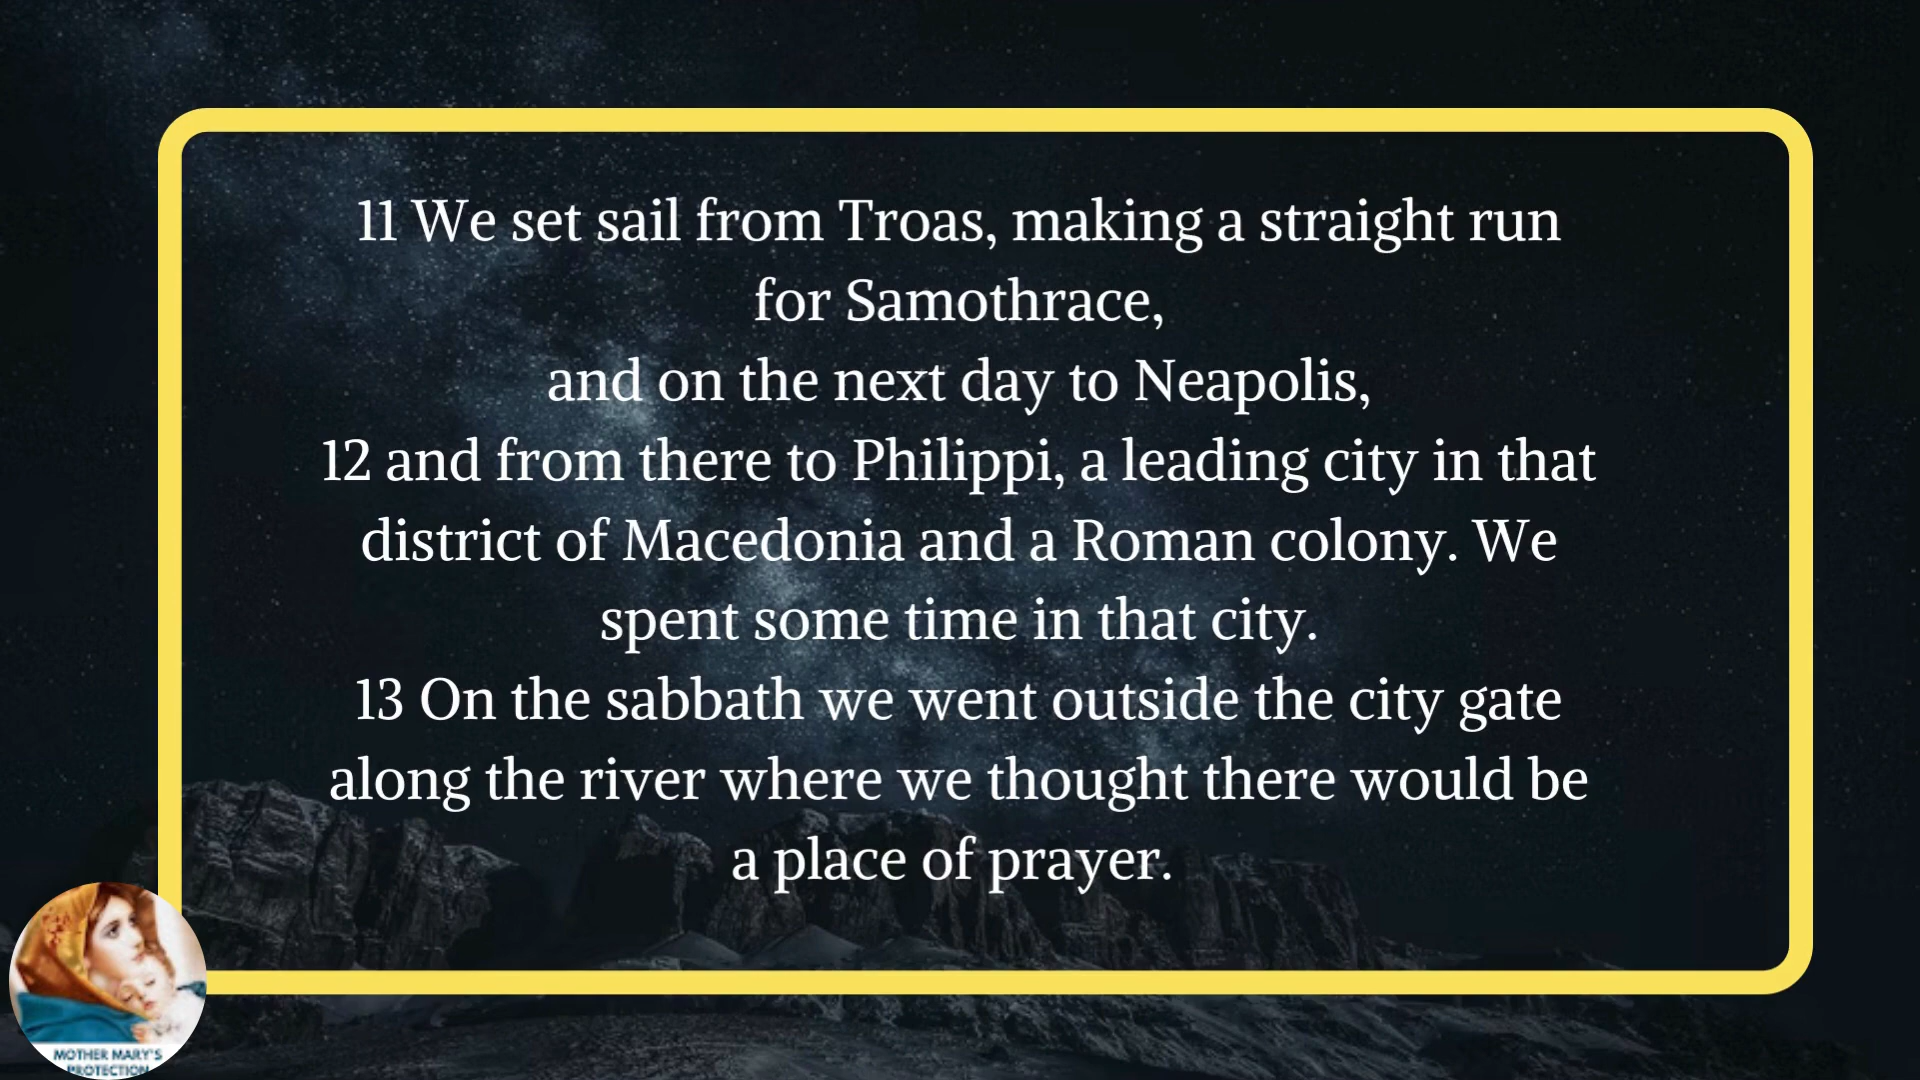 11 We set sail from Troas, making a straight run
for Samothrace,
and on the next day to Neapolis,
12 and from there to Philippi, a leading city in that
district of Macedonia and a Roman colony. We
spent some time in that city.
13 On the sabbath we went outside the city gate
along the river where we thought there would be
a place of prayer.
MOTHER MARY'S
PROTECTION